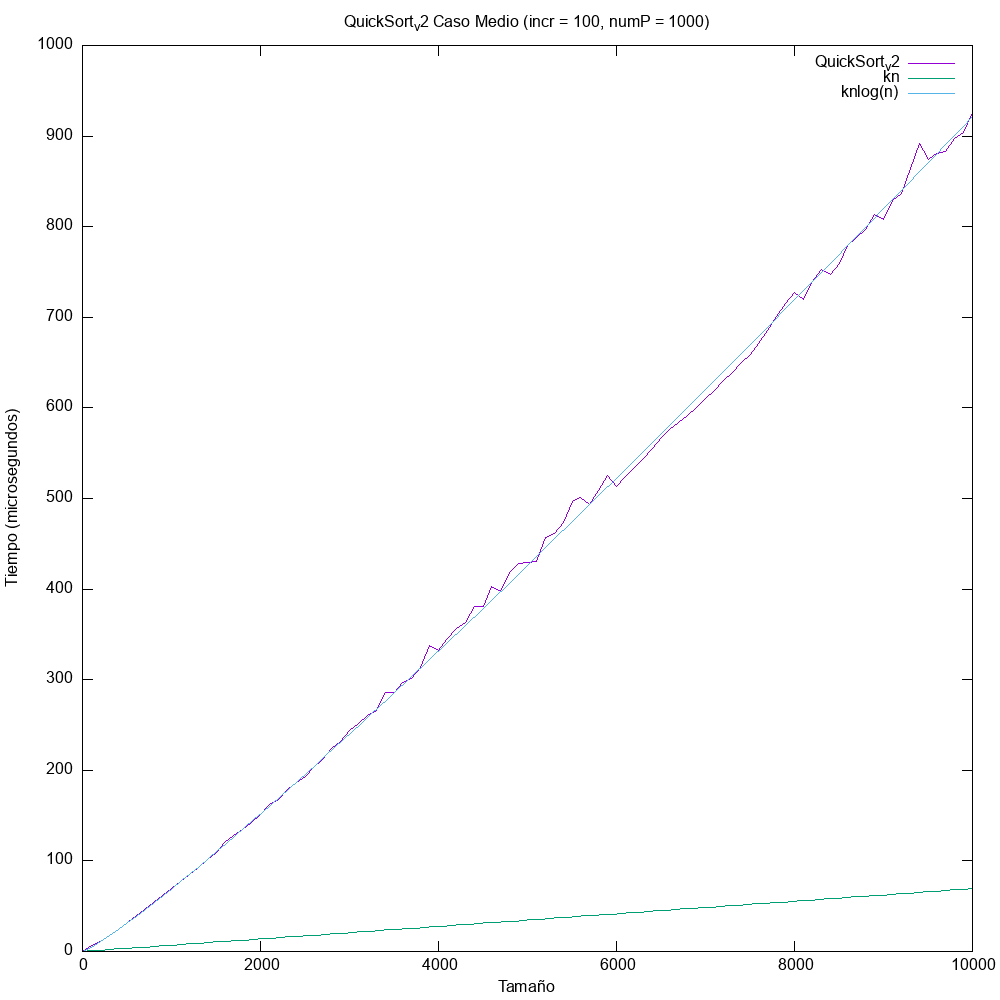 QuickSortᵥ2 Caso Medio (incr = 100, numP = 1000)
1000
900
800
700
600
500
400
300
200
100
0
Tiempo (microsegundos)
QuickSortᵥ2
kn
knlog(n)
0 2000 4000 6000 8000 10000
Tamaño